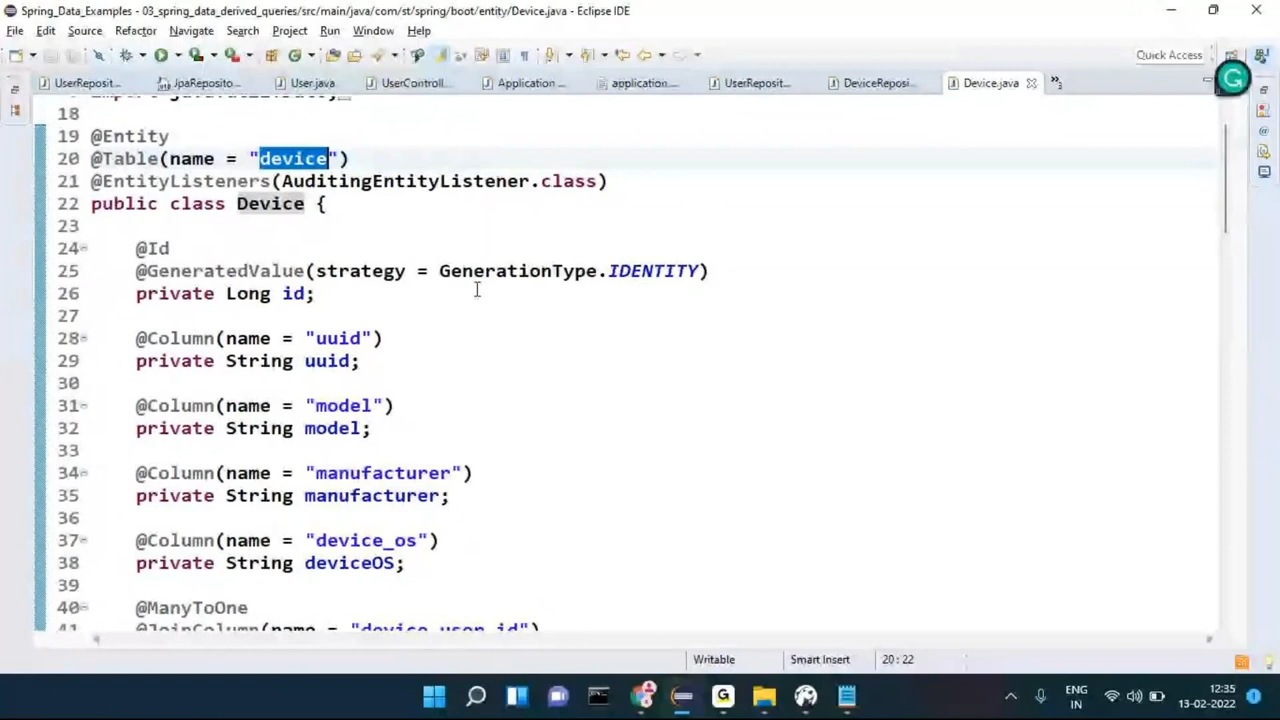 Spring_Data_Examples - 03_spring_data_derived_queries/src/main/java/com/st/spring/boot/entity/Device.java - Eclipse IDE
File Edit Source Refactor Navigate Search Project Run Window Help
Quick Access
UserReposit... JpaReposito... User.java UserControll... Application ... application.... UserReposit... DeviceReposi... Device.java
18
19 @Entity
20 @Table(name = "device")
21 @EntityListeners(AuditingEntityListener.class)
22 public class Device {
23
24 @Id
25 @GeneratedValue(strategy = GenerationType.IDENTITY)
26 private Long id;
27
28 @Column(name = "uuid")
29 private String uuid;
30
31 @Column(name = "model")
32 private String model;
33
34 @Column(name = "manufacturer")
35 private String manufacturer;
36
37 @Column(name = "device_os")
38 private String deviceOS;
39
40 @ManyToOne
41 @JoinColumn(name = "device_user_id")
Writable Smart Insert 20 : 22
ENG IN 12:35 13-02-2022